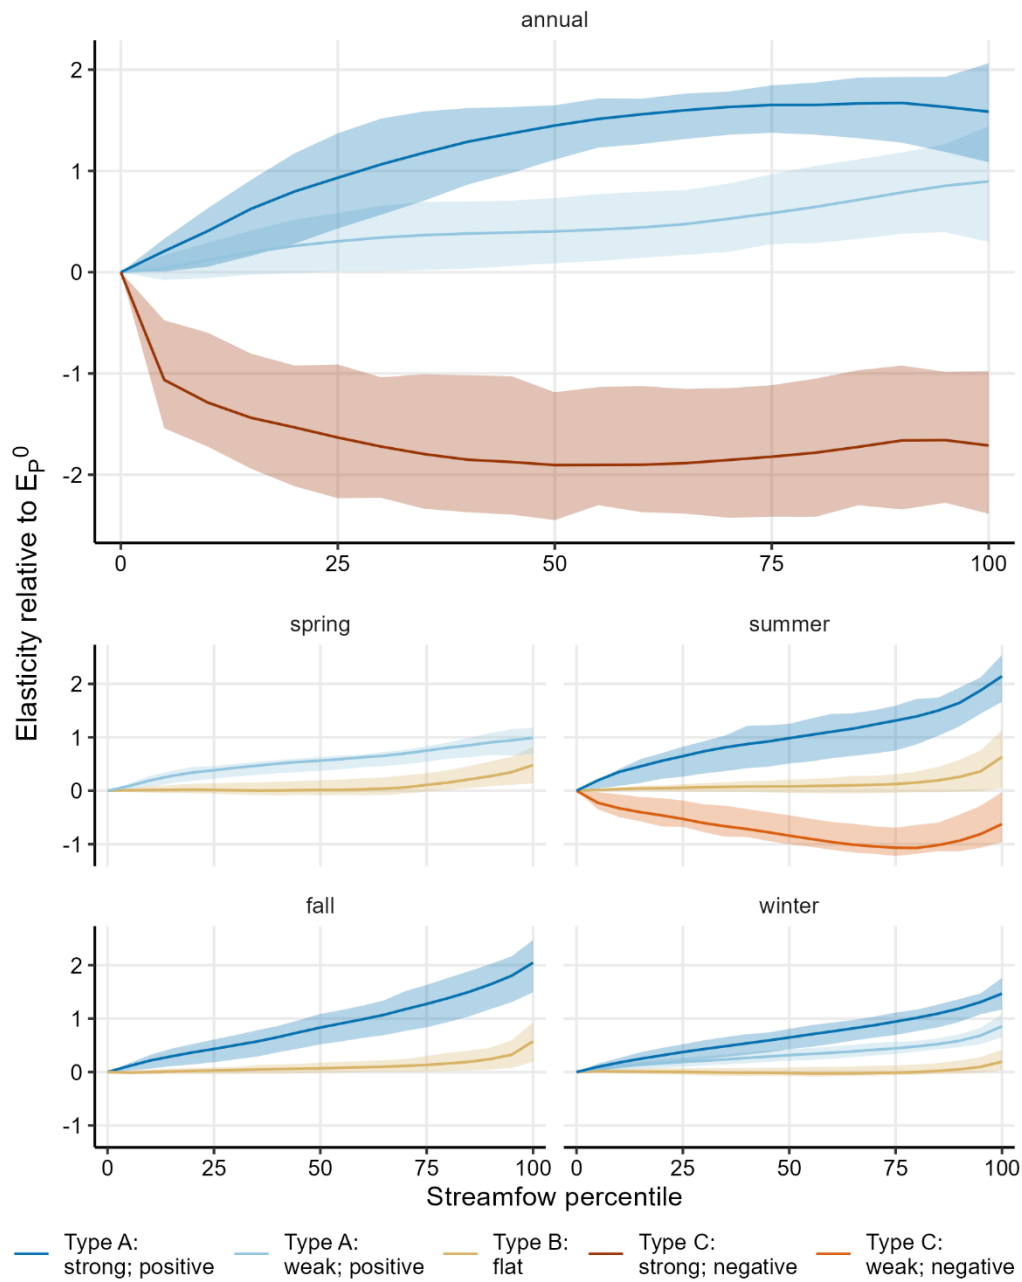 annual
2
1
0
-1
-2
0 25 50 75 100
Elasticity relative to E_P^0
spring
summer
2
1
0
-1
fall
winter
2
1
0
-1
0 25 50 75 100
0 25 50 75 100
Streamfow percentile
Type A:
strong; positive
Type A:
weak; positive
Type B:
flat
Type C:
strong; negative
Type C:
weak; negative